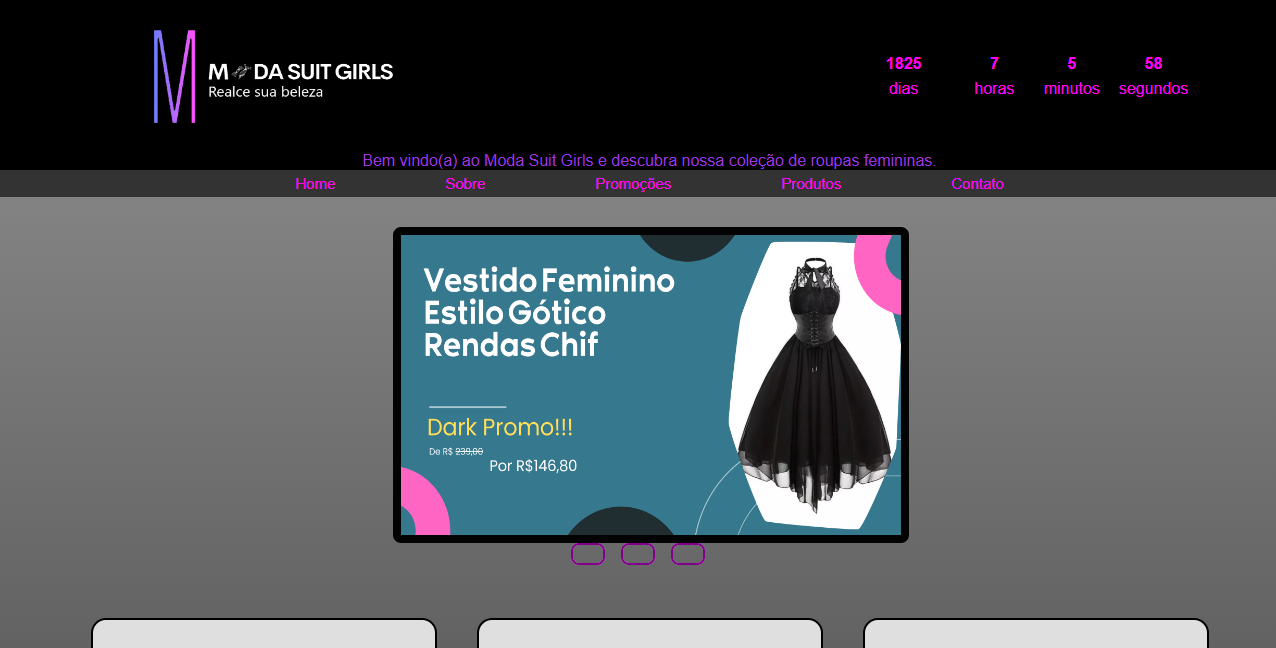 M
MODA SUIT GIRLS
Realce sua beleza
1825 7 5 58
dias horas minutos segundos
Bem vindo(a) ao Moda Suit Girls e descubra nossa coleção de roupas femininas.
Home Sobre Promoções Produtos Contato
Vestido Feminino
Estilo Gótico
Rendas Chif
Dark Promo!!!
De R$ 239,80
Por R$146,80